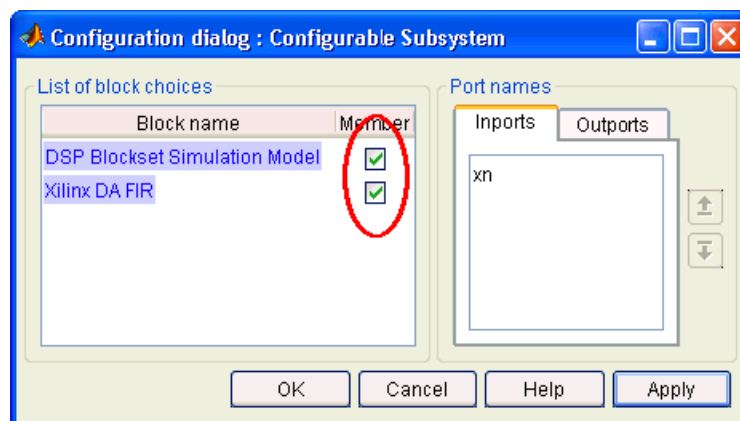 Configuration dialog : Configurable Subsystem
List of block choices
Block name Member
DSP Blockset Simulation Model
Xilinx DA FIR
Port names
Inports Outports
xn
OK Cancel Help Apply